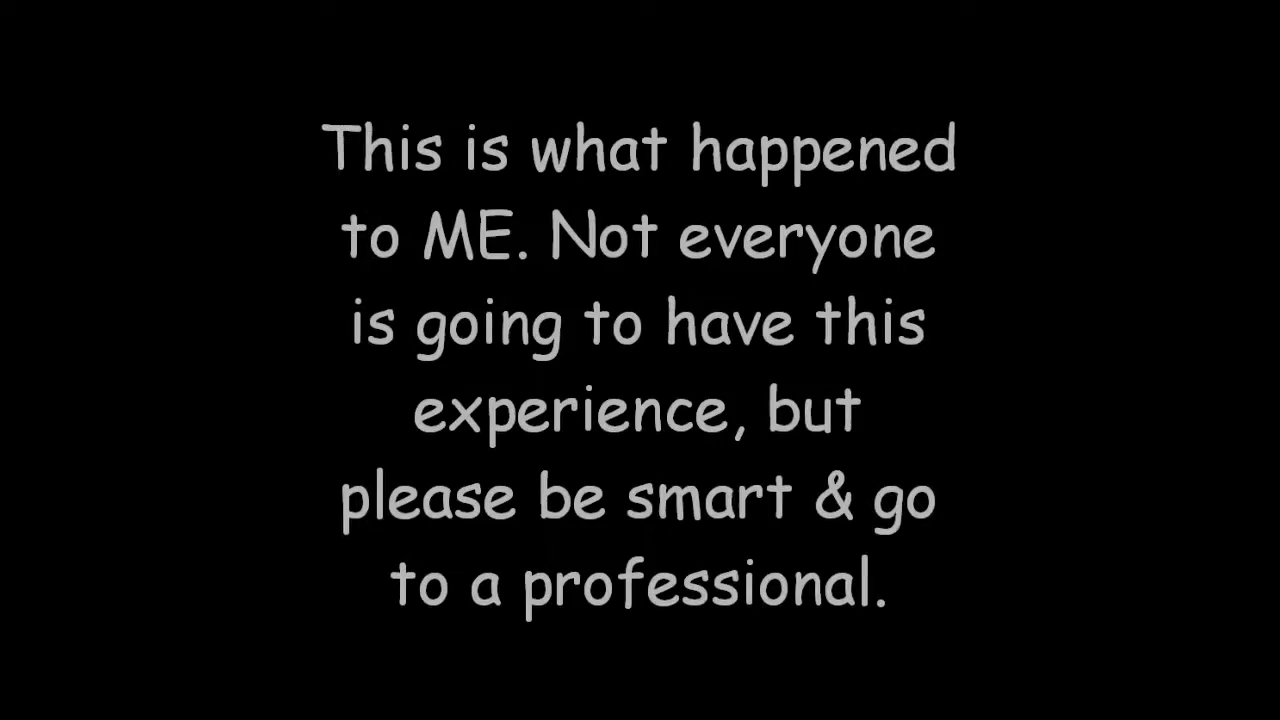 This is what happened
to ME. Not everyone
is going to have this
experience, but
please be smart & go
to a professional.